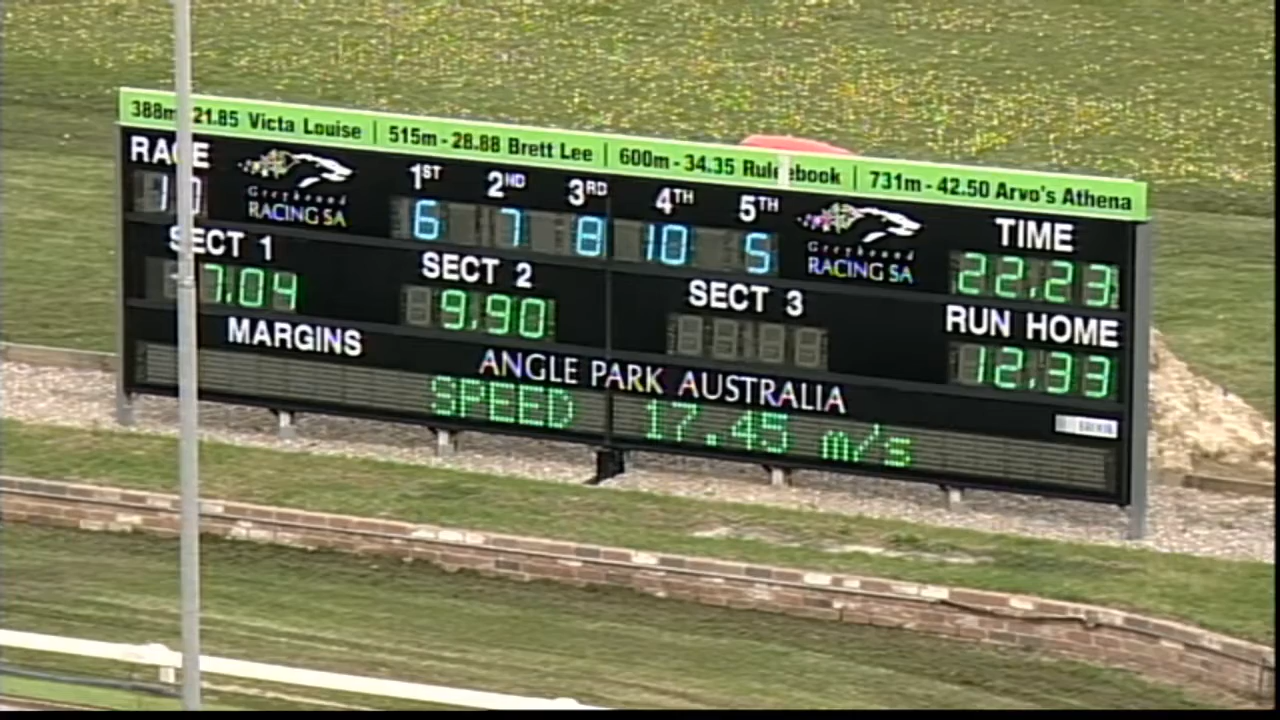 388m - 21.85 Victa Louise | 515m - 28.88 Brett Lee | 600m - 34.35 Rulebook | 731m - 42.50 Arvo's Athena
RACE
10
Greyhound
RACING SA
1ST 2ND 3RD 4TH 5TH
6 7 8 10 5
Greyhound
RACING SA
TIME
22.23
SECT 1
7.04
SECT 2
9.90
SECT 3
RUN HOME
12.33
MARGINS
ANGLE PARK AUSTRALIA
SPEED 17.45 m/s